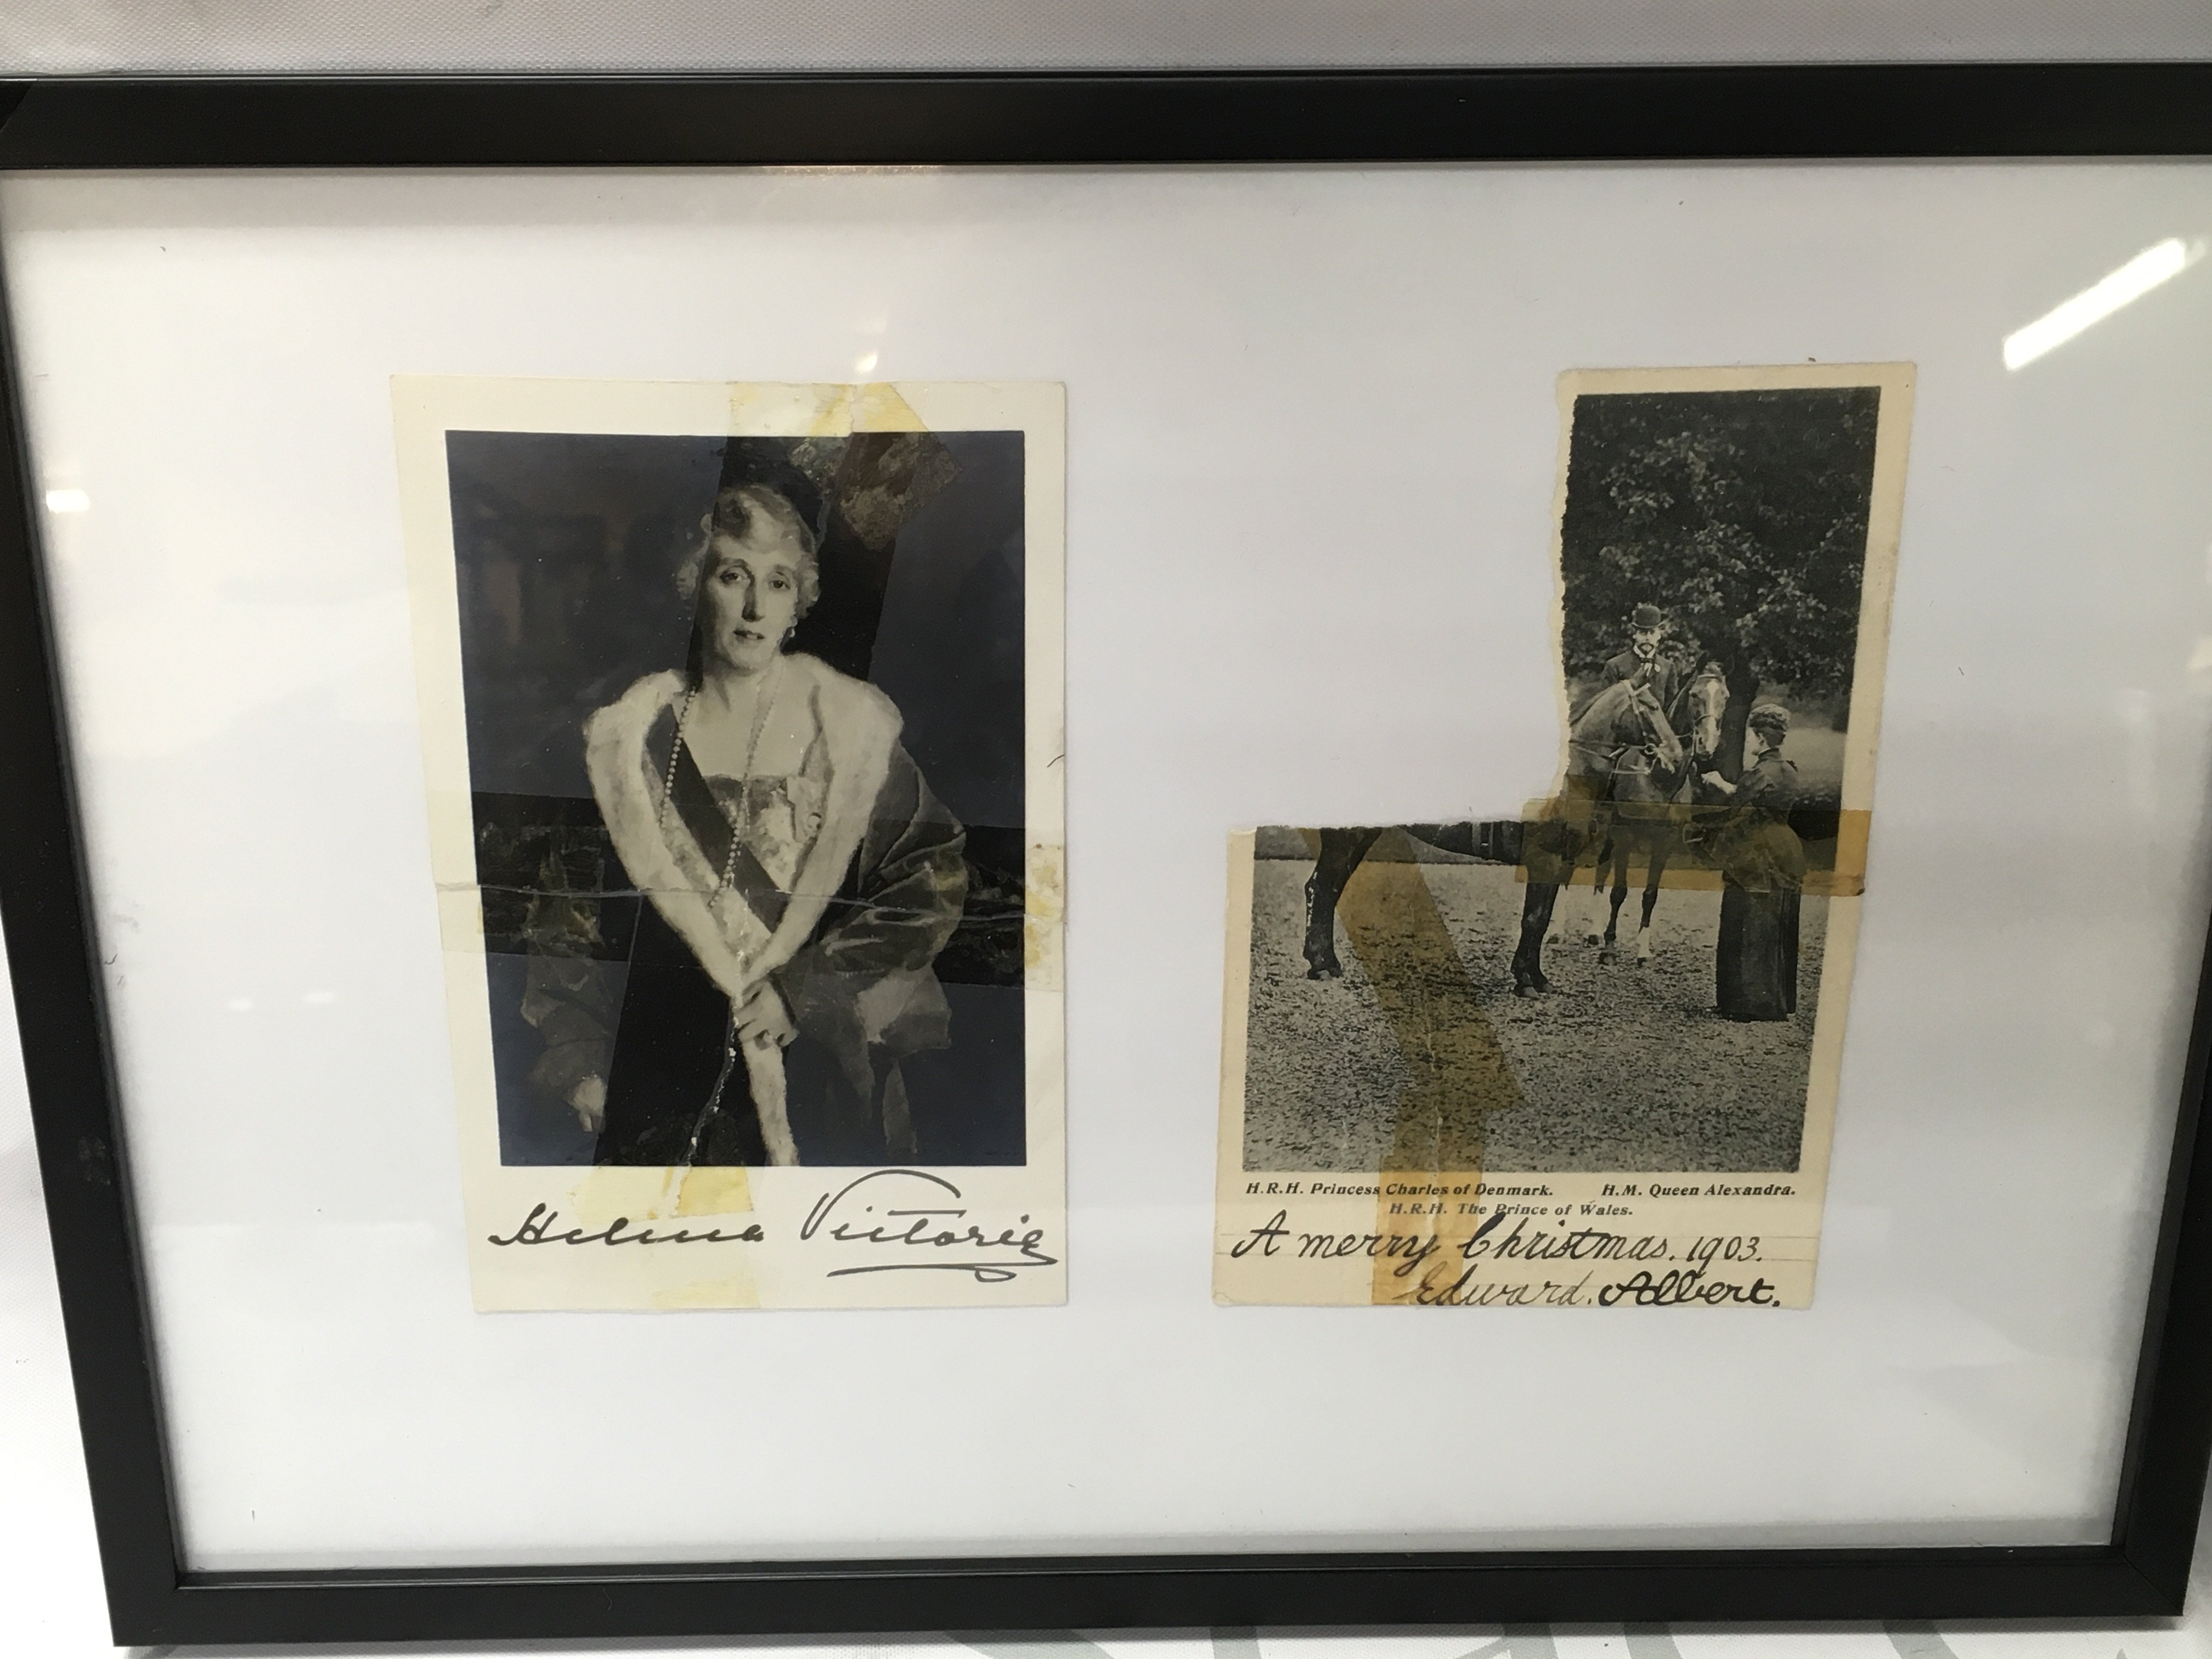 Helena Victoria
H.R.H. Princess Charles of Denmark. H.M. Queen Alexandra.
H.R.H. The Prince of Wales.
A merry Christmas. 1903.
Edward. Albert.